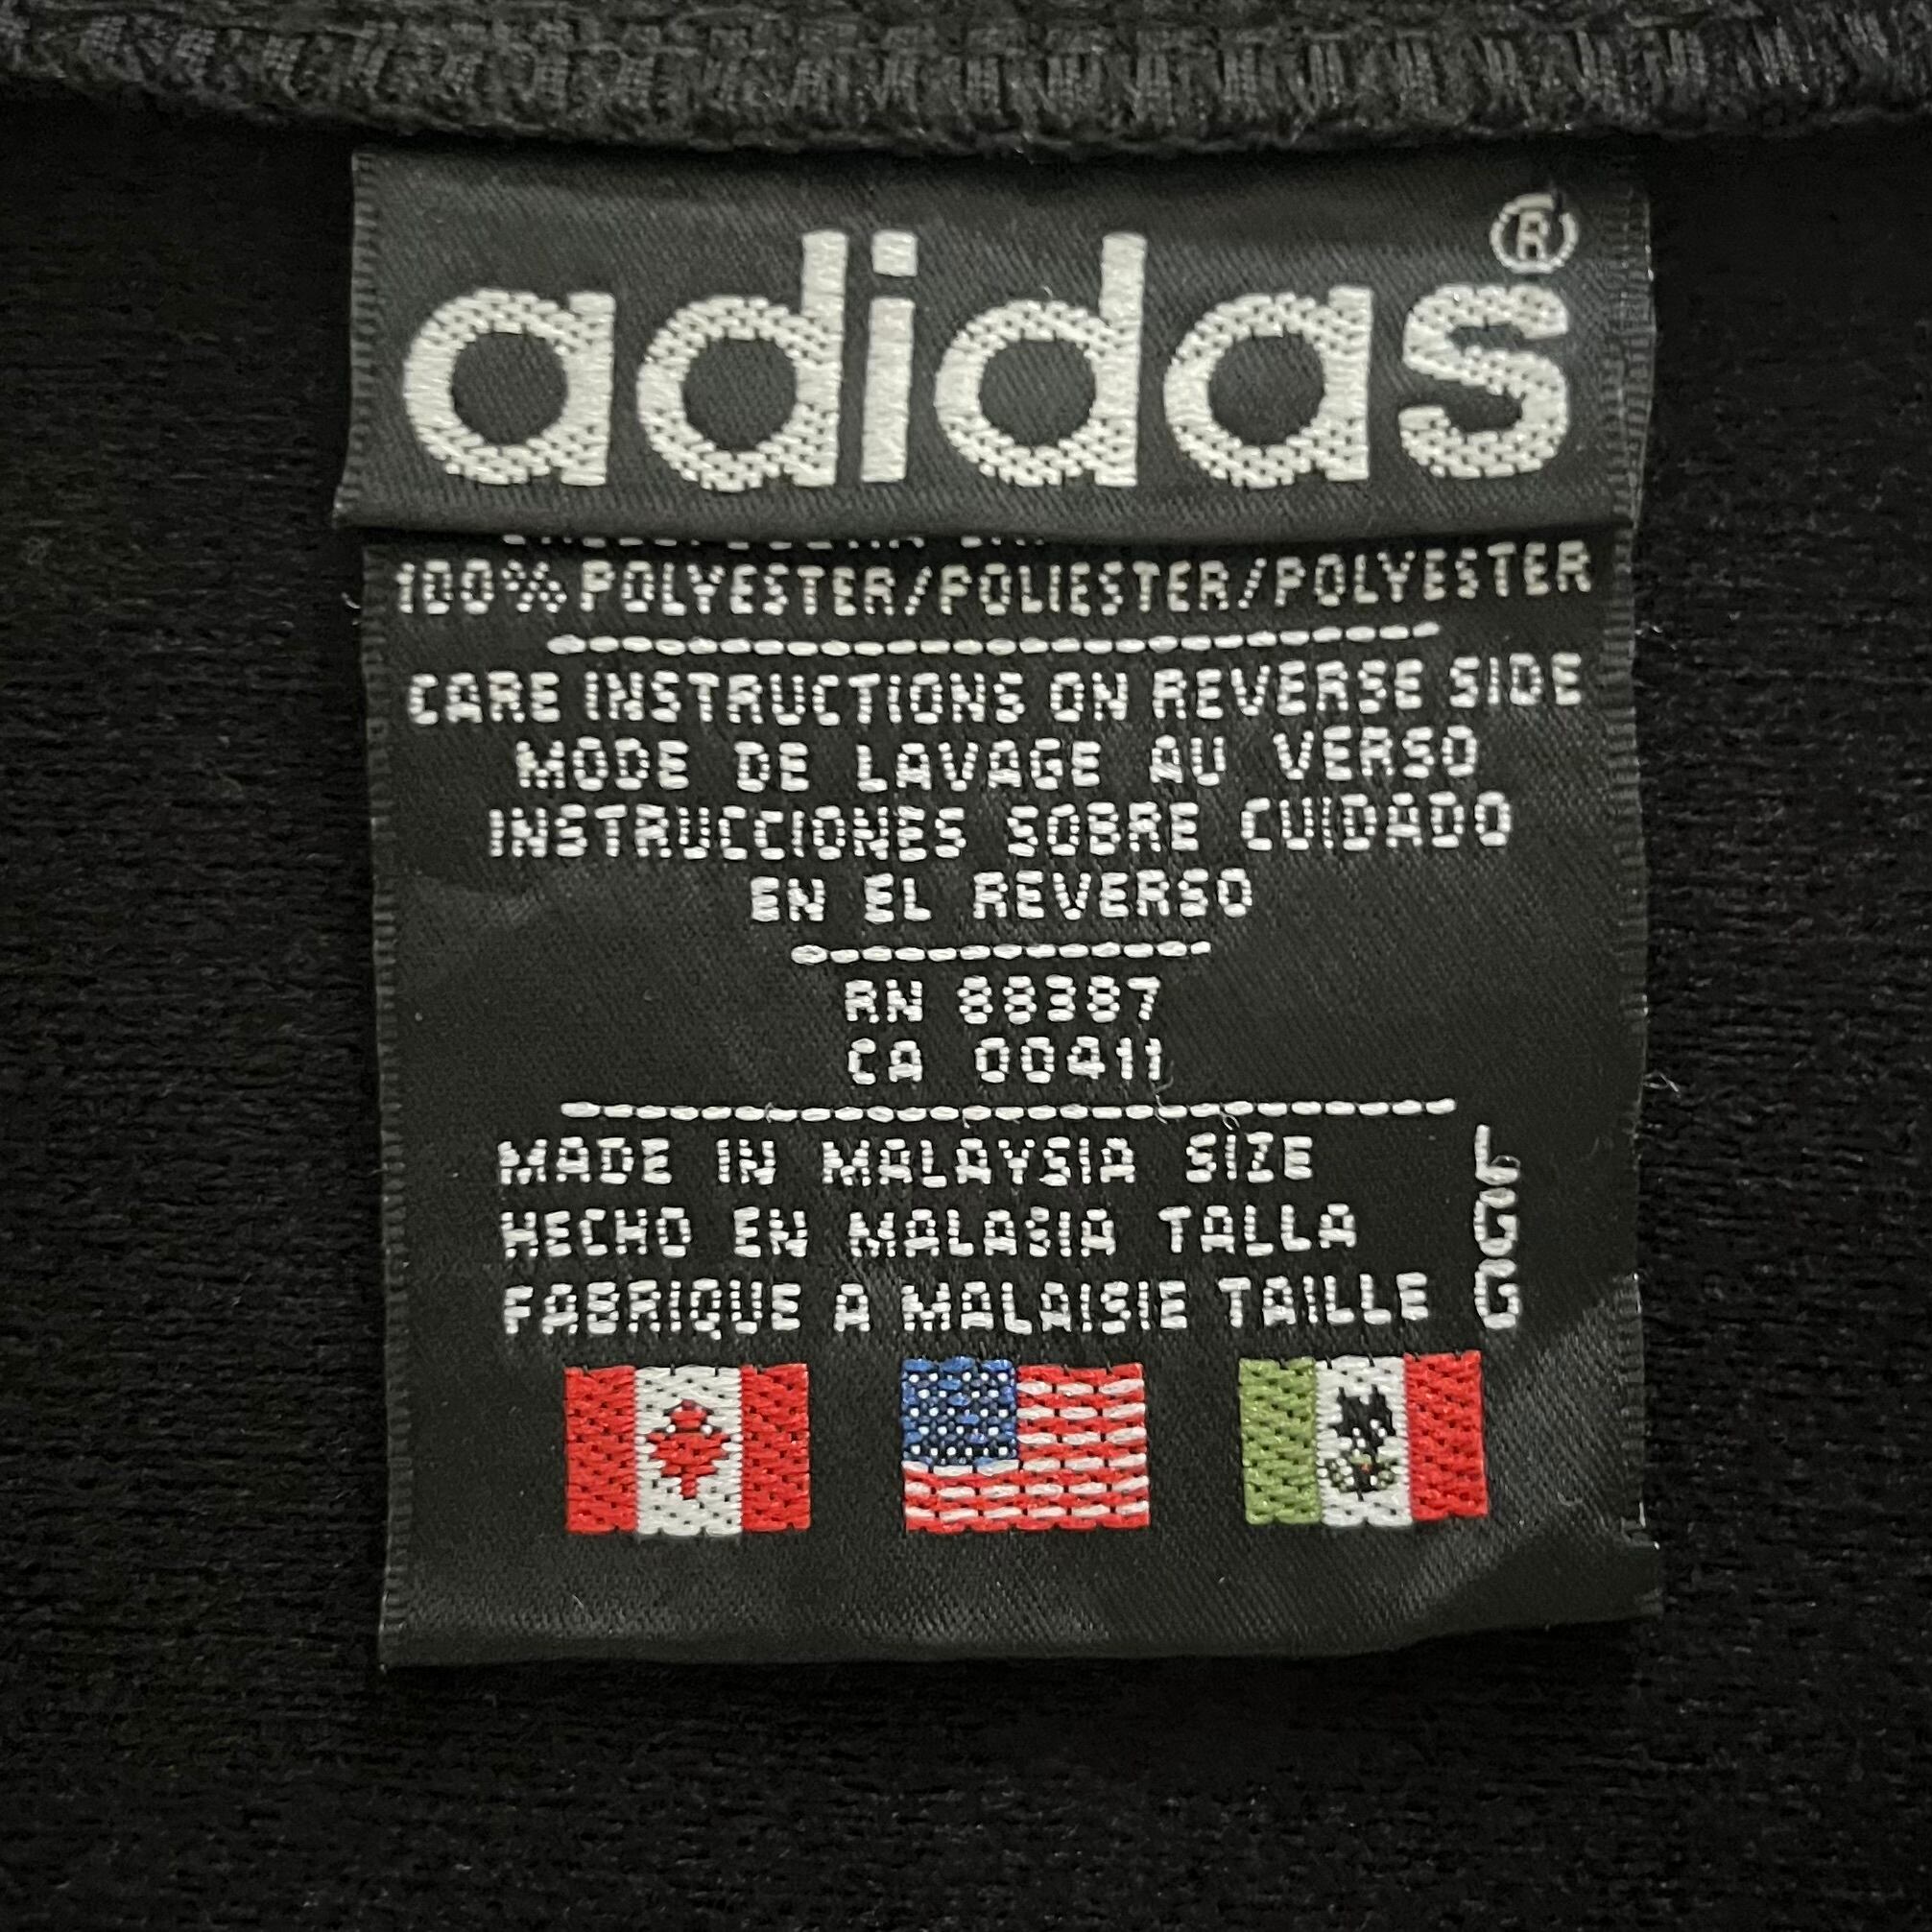 adidas®
100% POLYESTER/POLIESTER/POLYESTER
CARE INSTRUCTIONS ON REVERSE SIDE
MODE DE LAVAGE AU VERSO
INSTRUCCIONES SOBRE CUIDADO
EN EL REVERSO
RN 88387
CA 00411
MADE IN MALAYSIA SIZE L
HECHO EN MALASIA TALLA G
FABRIQUE A MALAISIE TAILLE G